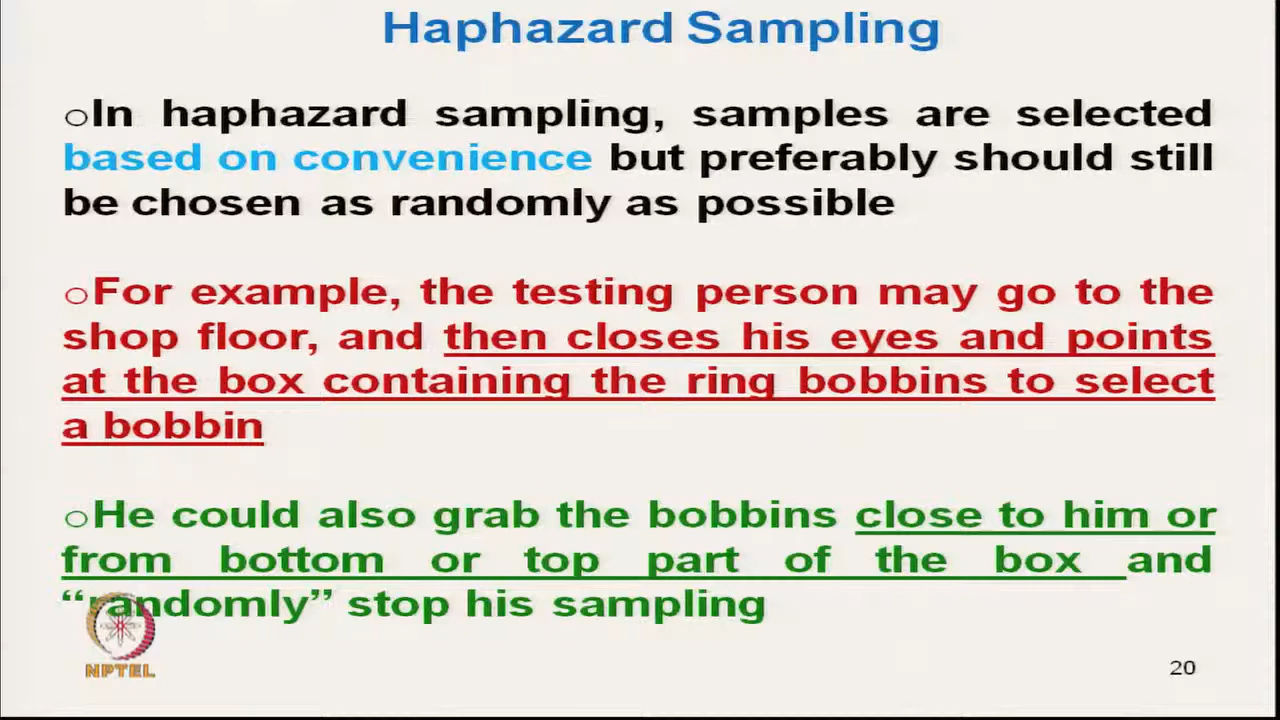 Haphazard Sampling
oIn haphazard sampling, samples are selected
based on convenience but preferably should still
be chosen as randomly as possible
oFor example, the testing person may go to the
shop floor, and then closes his eyes and points
at the box containing the ring bobbins to select
a bobbin
oHe could also grab the bobbins close to him or
from bottom or top part of the box and
“randomly” stop his sampling
NPTEL
20